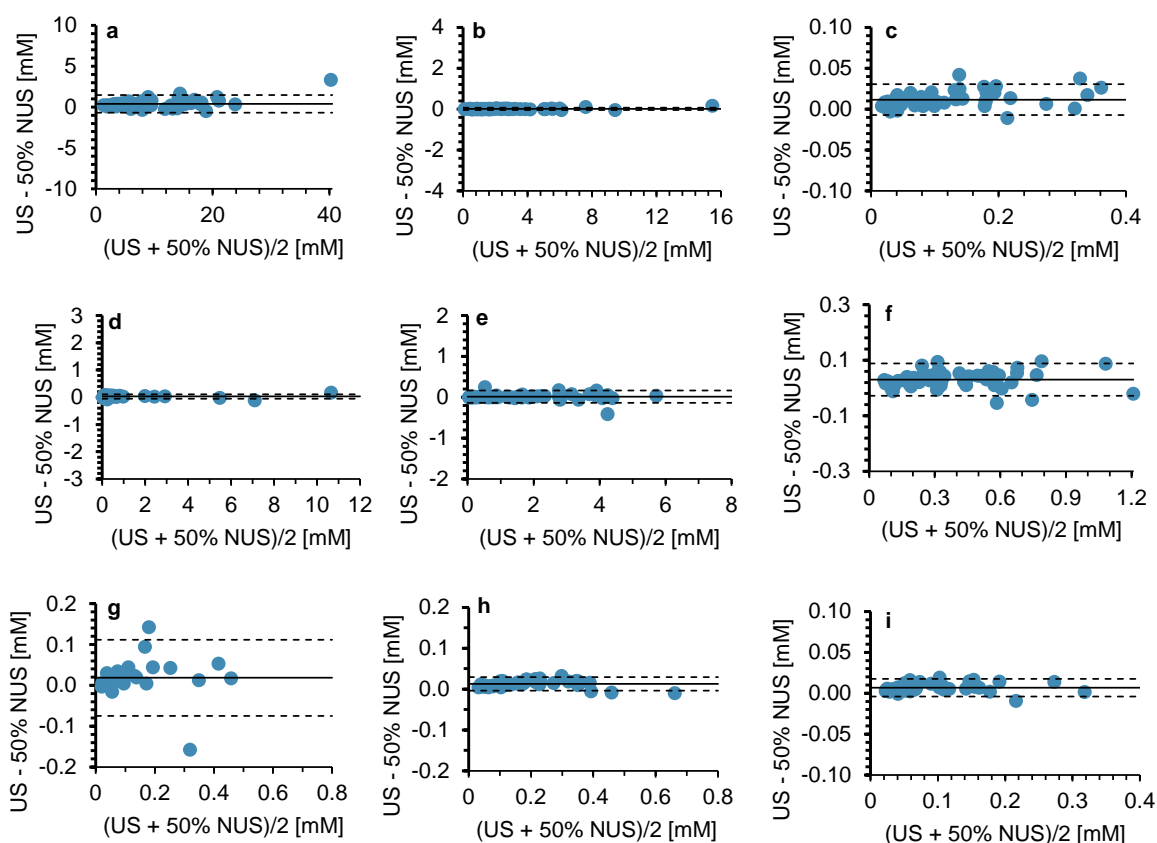 a
US - 50% NUS [mM]
10
5
0
-5
-10
0 20 40
(US + 50% NUS)/2 [mM]
b
US - 50% NUS [mM]
4
2
0
-2
-4
0 4 8 12 16
(US + 50% NUS)/2 [mM]
c
US - 50% NUS [mM]
0.10
0.05
0.00
-0.05
-0.10
0 0.2 0.4
(US + 50% NUS)/2 [mM]
d
US - 50% NUS [mM]
3
2
1
0
-1
-2
-3
0 2 4 6 8 10 12
(US + 50% NUS)/2 [mM]
e
US - 50% NUS [mM]
2
1
0
-1
-2
0 2 4 6 8
(US + 50% NUS)/2 [mM]
f
US - 50% NUS [mM]
0.3
0.1
-0.1
-0.3
0 0.3 0.6 0.9 1.2
(US + 50% NUS)/2 [mM]
g
US - 50% NUS [mM]
0.2
0.1
0.0
-0.1
-0.2
0 0.2 0.4 0.6 0.8
(US + 50% NUS)/2 [mM]
h
US - 50% NUS [mM]
0.2
0.1
0.0
-0.1
-0.2
0 0.2 0.4 0.6 0.8
(US + 50% NUS)/2 [mM]
i
US - 50% NUS [mM]
0.10
0.05
0.00
-0.05
-0.10
0 0.1 0.2 0.3 0.4
(US + 50% NUS)/2 [mM]